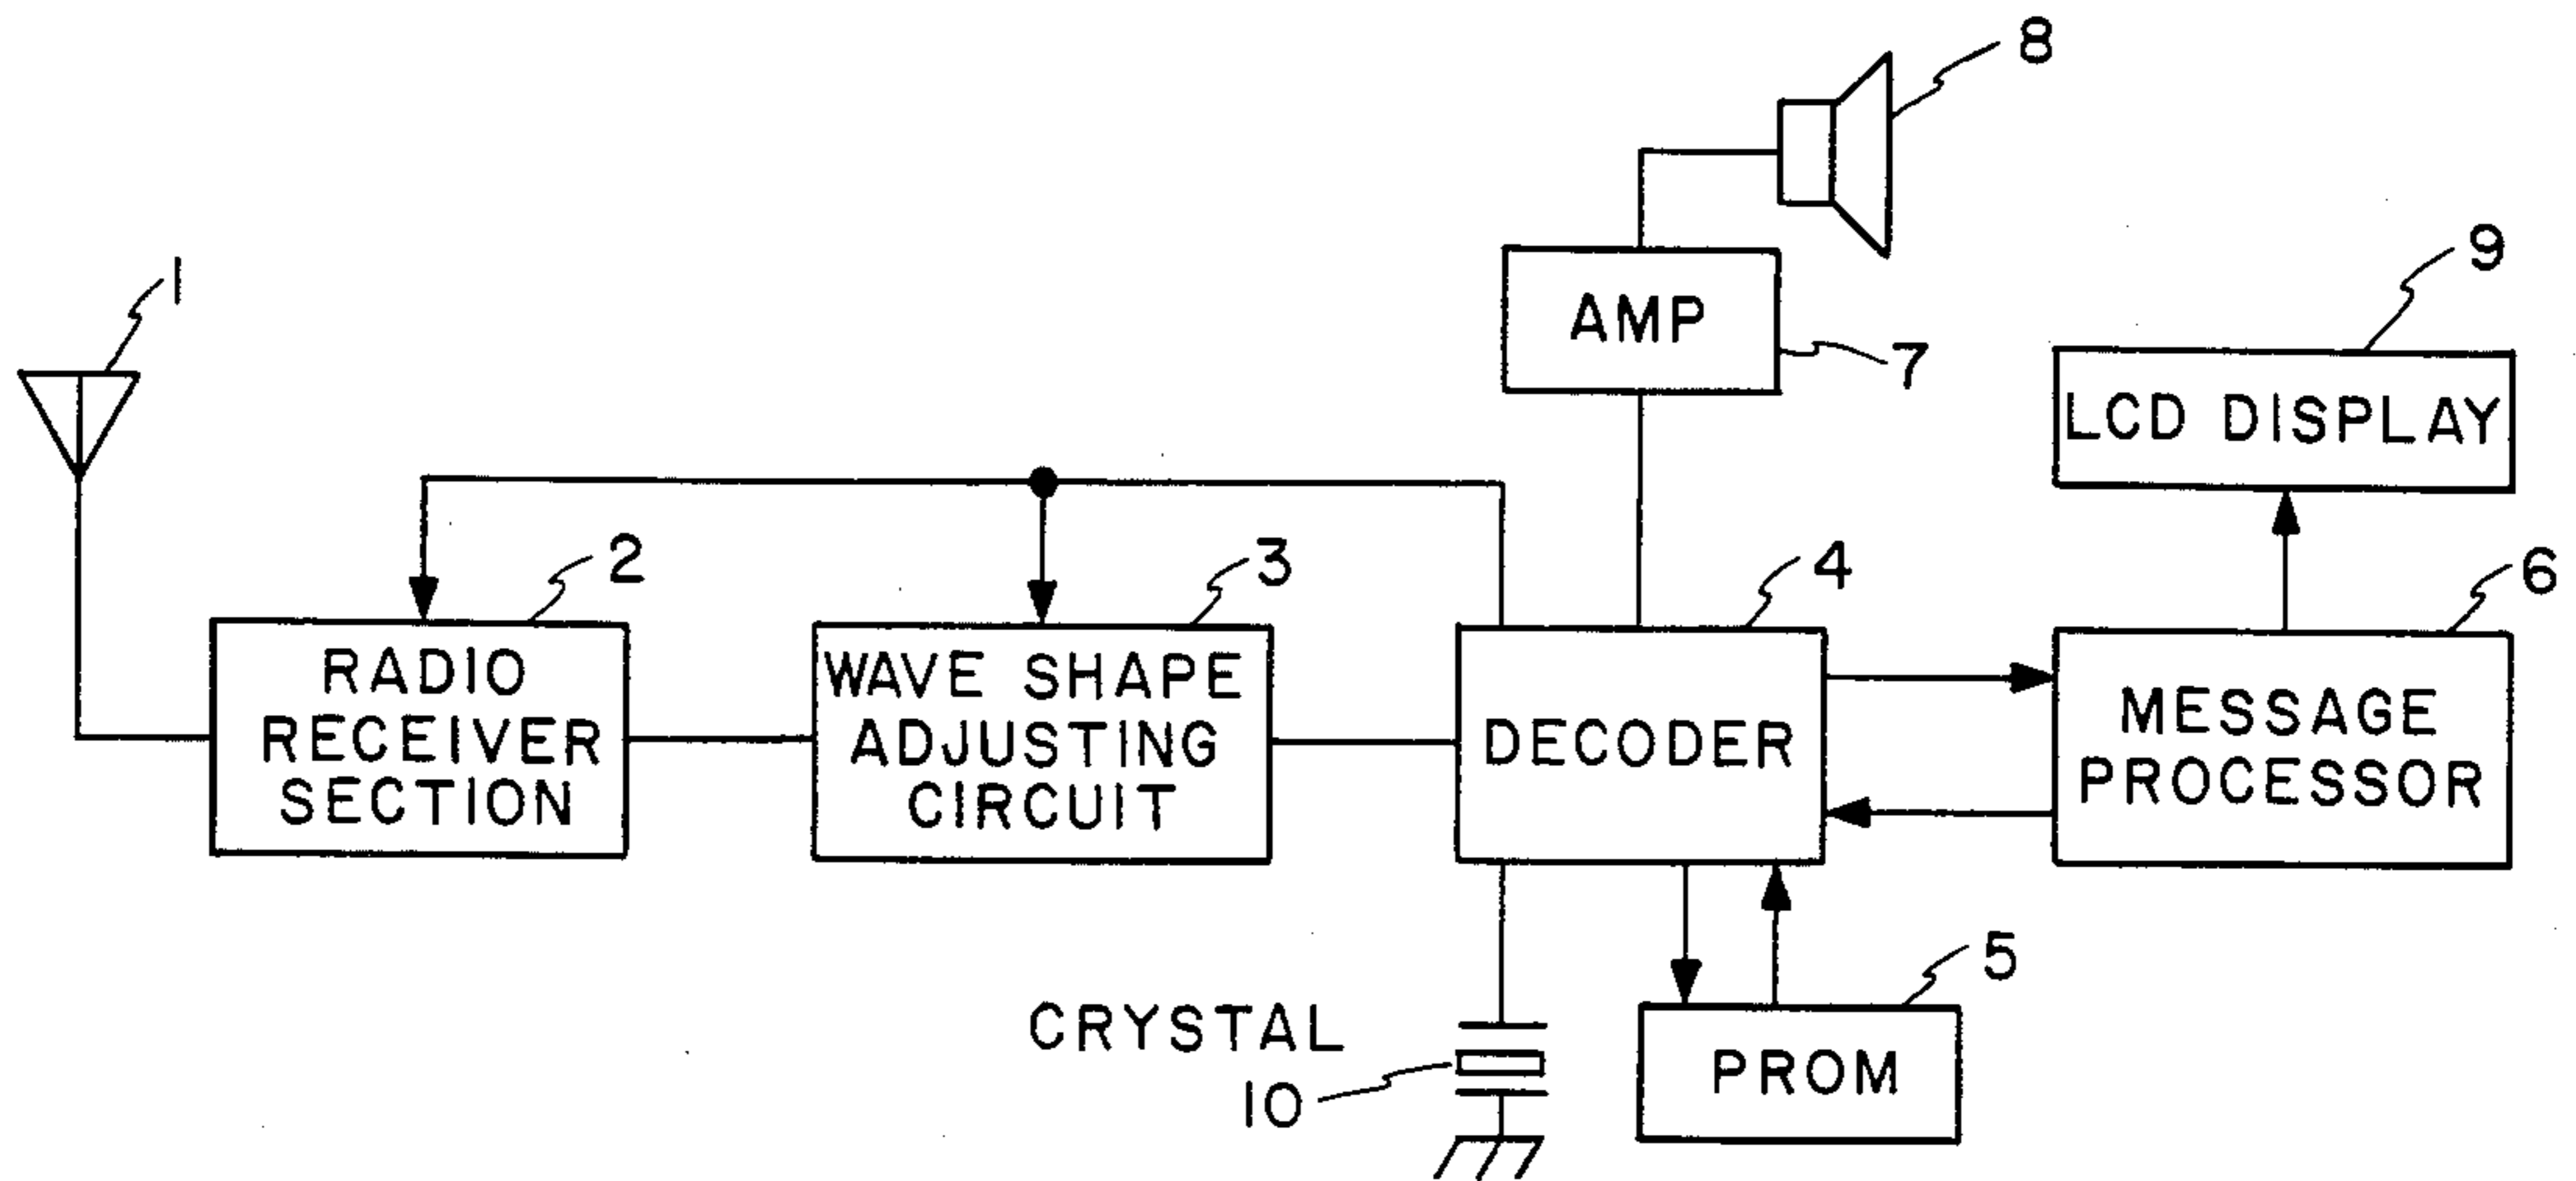 8
1
AMP
7
9
LCD DISPLAY
2
RADIO
RECEIVER
SECTION
3
WAVE SHAPE
ADJUSTING
CIRCUIT
4
DECODER
6
MESSAGE
PROCESSOR
CRYSTAL
10
5
PROM